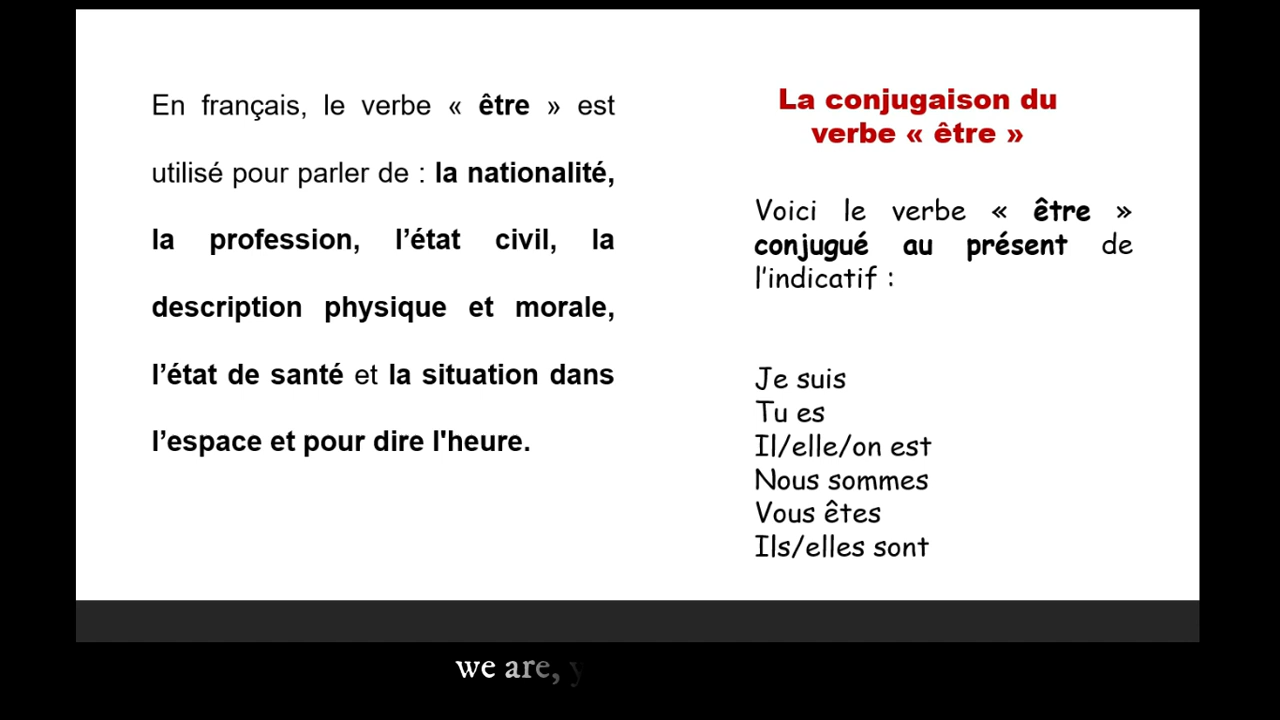 En français, le verbe « être » est
utilisé pour parler de : la nationalité,
la profession, l’état civil, la
description physique et morale,
l’état de santé et la situation dans
l’espace et pour dire l'heure.
La conjugaison du
verbe « être »
Voici le verbe « être »
conjugué au présent de
l’indicatif :
Je suis
Tu es
Il/elle/on est
Nous sommes
Vous êtes
Ils/elles sont
we are,